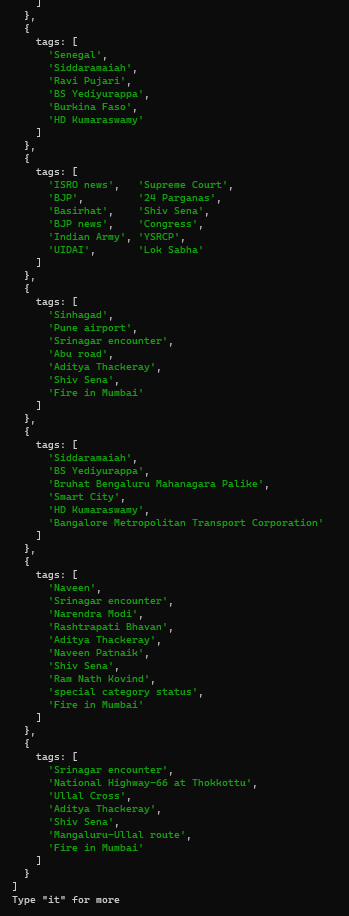 ]
  },
  {
    tags: [
      'Senegal',
      'Siddaramaiah',
      'Ravi Pujari',
      'BS Yediyurappa',
      'Burkina Faso',
      'HD Kumaraswamy'
    ]
  },
  {
    tags: [
      'ISRO news',   'Supreme Court',
      'BJP',         '24 Parganas',
      'Basirhat',    'Shiv Sena',
      'BJP news',    'Congress',
      'Indian Army', 'YSRCP',
      'UIDAI',       'Lok Sabha'
    ]
  },
  {
    tags: [
      'Sinhagad',
      'Pune airport',
      'Srinagar encounter',
      'Abu road',
      'Aditya Thackeray',
      'Shiv Sena',
      'Fire in Mumbai'
    ]
  },
  {
    tags: [
      'Siddaramaiah',
      'BS Yediyurappa',
      'Bruhat Bengaluru Mahanagara Palike',
      'Smart City',
      'HD Kumaraswamy',
      'Bangalore Metropolitan Transport Corporation'
    ]
  },
  {
    tags: [
      'Naveen',
      'Srinagar encounter',
      'Narendra Modi',
      'Rashtrapati Bhavan',
      'Aditya Thackeray',
      'Naveen Patnaik',
      'Shiv Sena',
      'Ram Nath Kovind',
      'special category status',
      'Fire in Mumbai'
    ]
  },
  {
    tags: [
      'Srinagar encounter',
      'National Highway-66 at Thokkottu',
      'Ullal Cross',
      'Aditya Thackeray',
      'Shiv Sena',
      'Mangaluru-Ullal route',
      'Fire in Mumbai'
    ]
  }
]
Type "it" for more